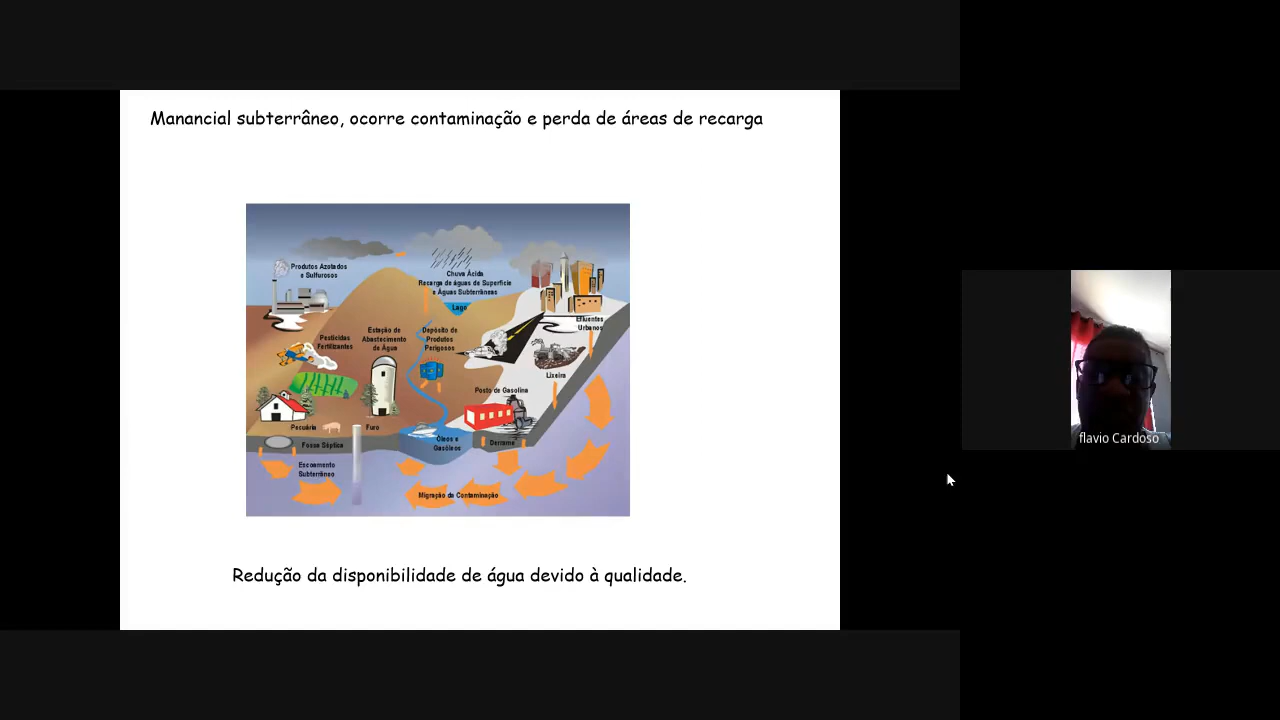 Manancial subterrâneo, ocorre contaminação e perda de áreas de recarga
Produtos Azotados
e Sulfurosos
Chuva Ácida
Recarga de águas de Superfície
e Águas Subterrâneas
Lago
Efluentes
Urbanos
Pesticidas
Fertilizantes
Estação de
Abastecimento
de Água
Depósito de
Produtos
Perigosos
Lixeira
Posto de Gasolina
Pecuária
Furo
Fossa Séptica
Óleos e
Gasóleos
Derrame
Escoamento
Subterrâneo
Migração da Contaminação
Redução da disponibilidade de água devido à qualidade.
flavio Cardoso